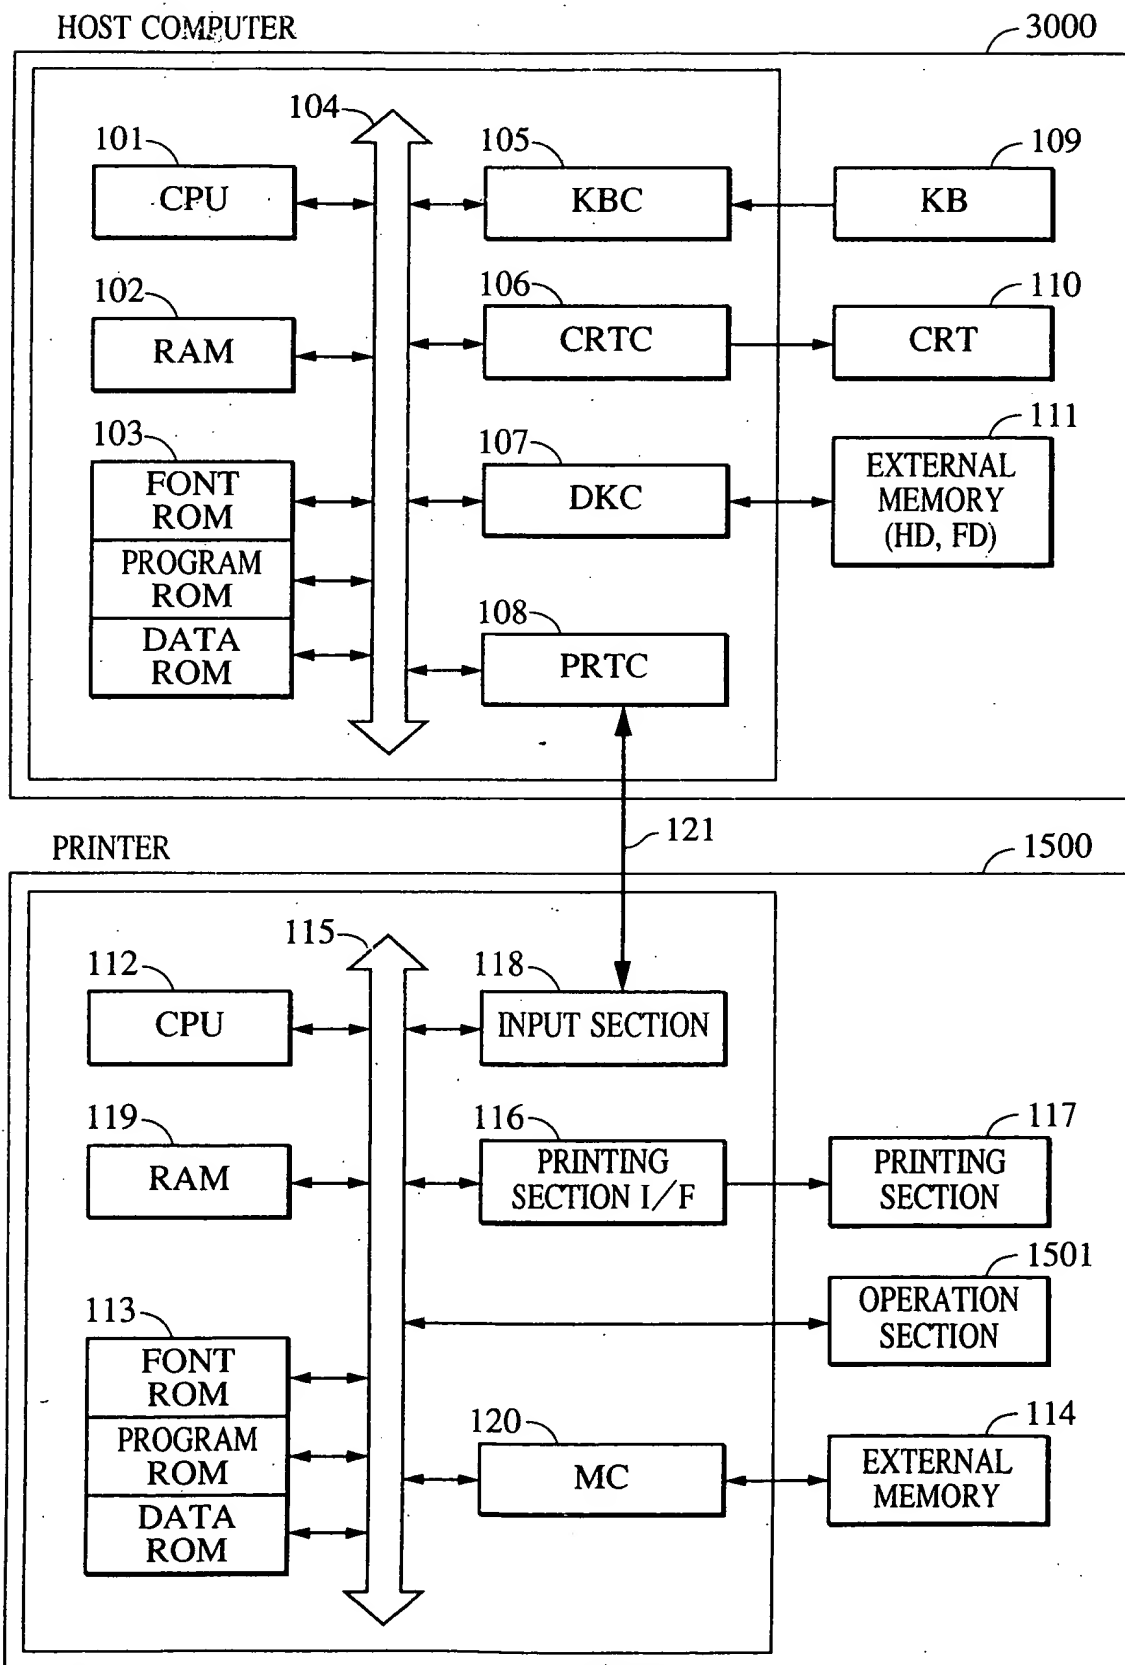 HOST COMPUTER
3000
104
101
105
109
CPU
KBC
KB
102
106
110
RAM
CRTC
CRT
103
107
111
FONT
ROM
DKC
EXTERNAL
MEMORY
(HD, FD)
PROGRAM
ROM
108
DATA
ROM
PRTC
121
PRINTER
1500
115
112
118
CPU
INPUT SECTION
119
116
117
RAM
PRINTING
SECTION I/F
PRINTING
SECTION
1501
OPERATION
SECTION
113
FONT
ROM
120
114
PROGRAM
ROM
MC
EXTERNAL
MEMORY
DATA
ROM